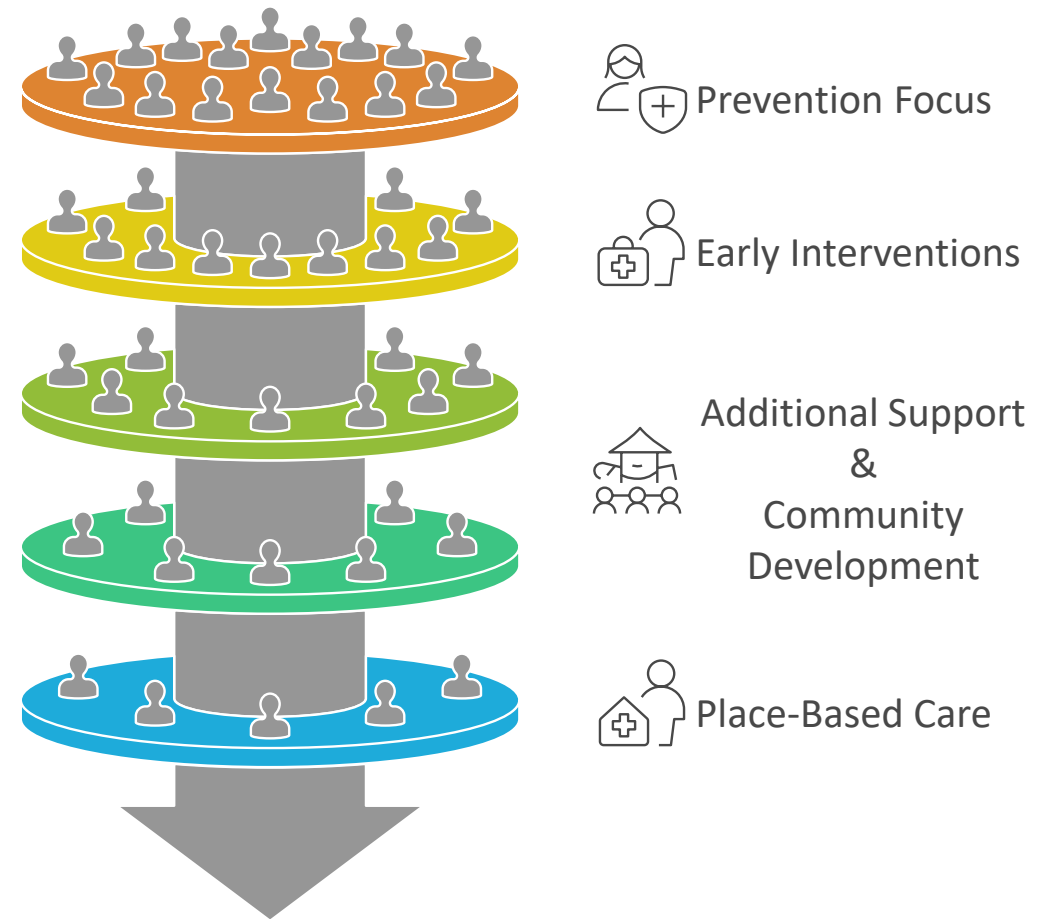 Prevention Focus
Early Interventions
Additional Support
&
Community
Development
Place-Based Care